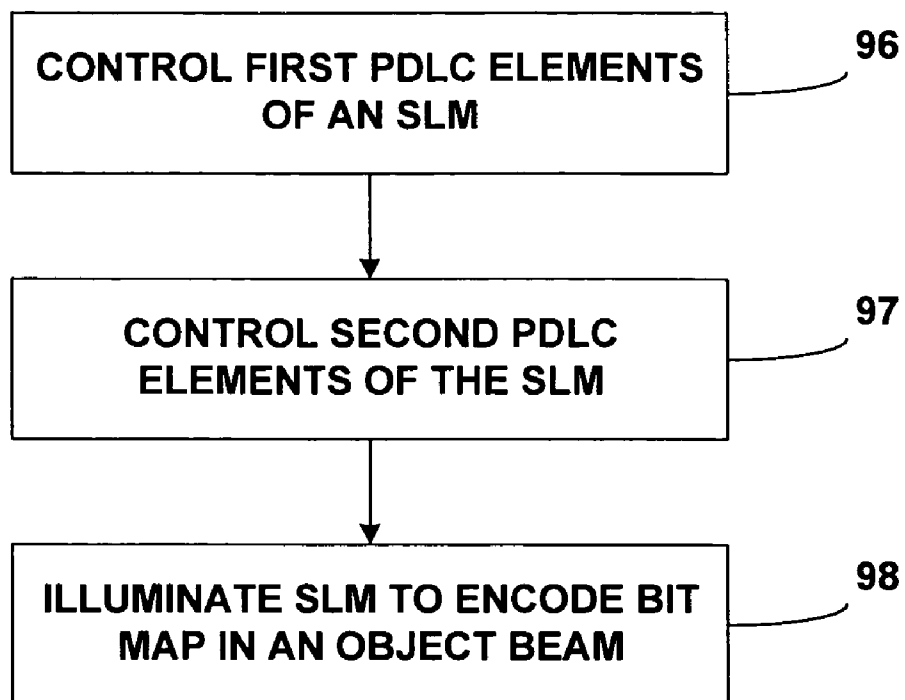 CONTROL FIRST PDLC ELEMENTS
OF AN SLM
96
CONTROL SECOND PDLC
ELEMENTS OF THE SLM
97
ILLUMINATE SLM TO ENCODE BIT
MAP IN AN OBJECT BEAM
98